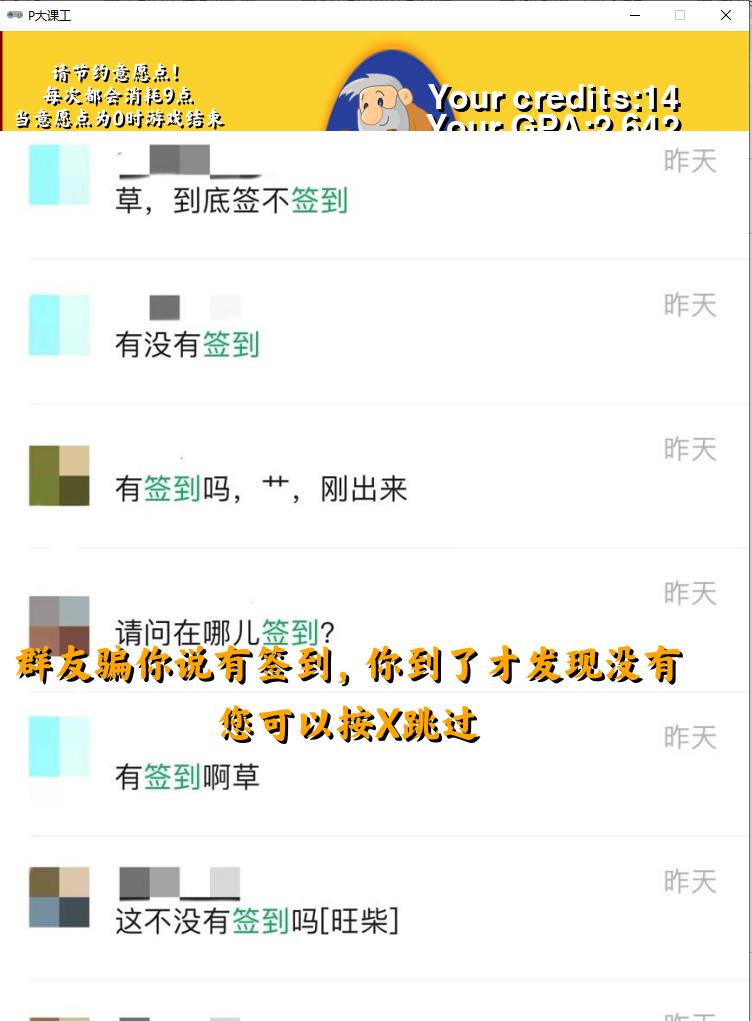 P大课工
请节约意愿点！
每次都会消耗9点
当意愿点为0时游戏结束
Your credits:14
Your GPA:2.642
昨天
草，到底签不签到
昨天
有没有签到
昨天
有签到吗，艹，刚出来
昨天
请问在哪儿签到?
群友骗你说有签到，你到了才发现没有
您可以按X跳过
昨天
有签到啊草
昨天
这不没有签到吗[旺柴]
昨天